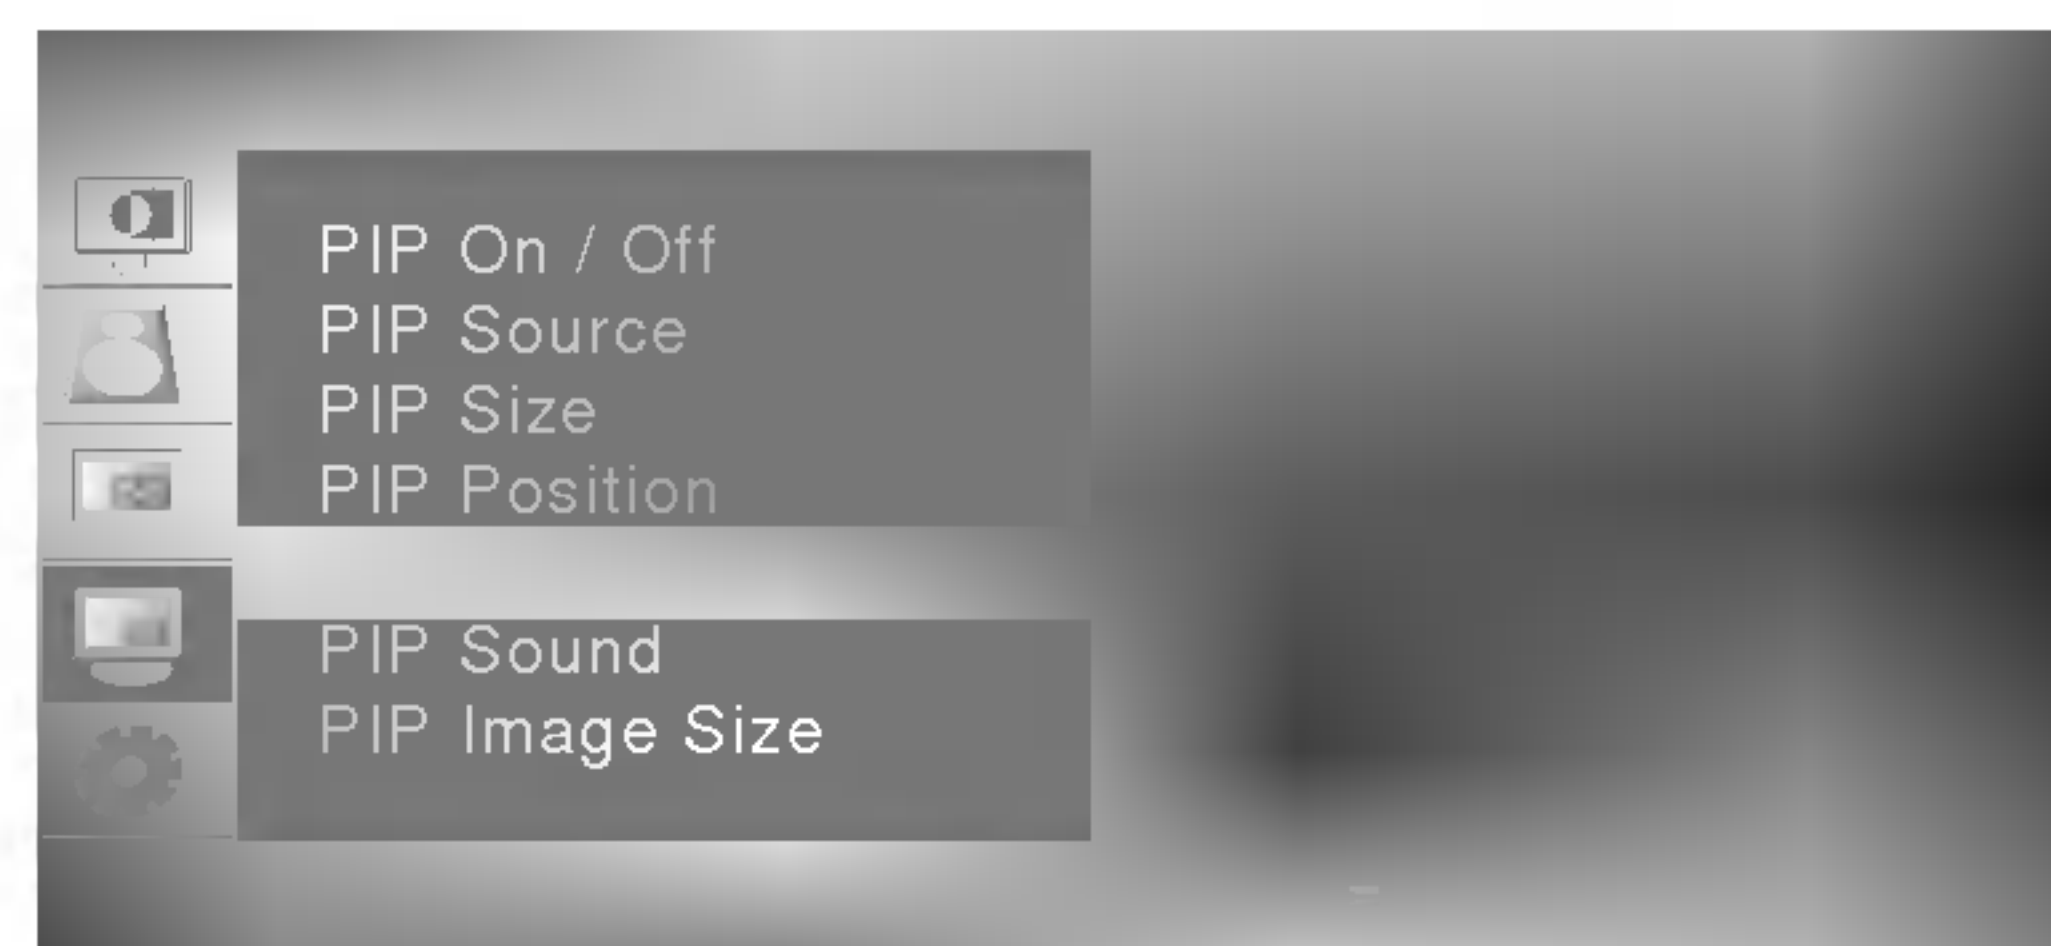 PIP On / Off
PIP Source
PIP Size
PIP Position
PIP Sound
PIP Image Size